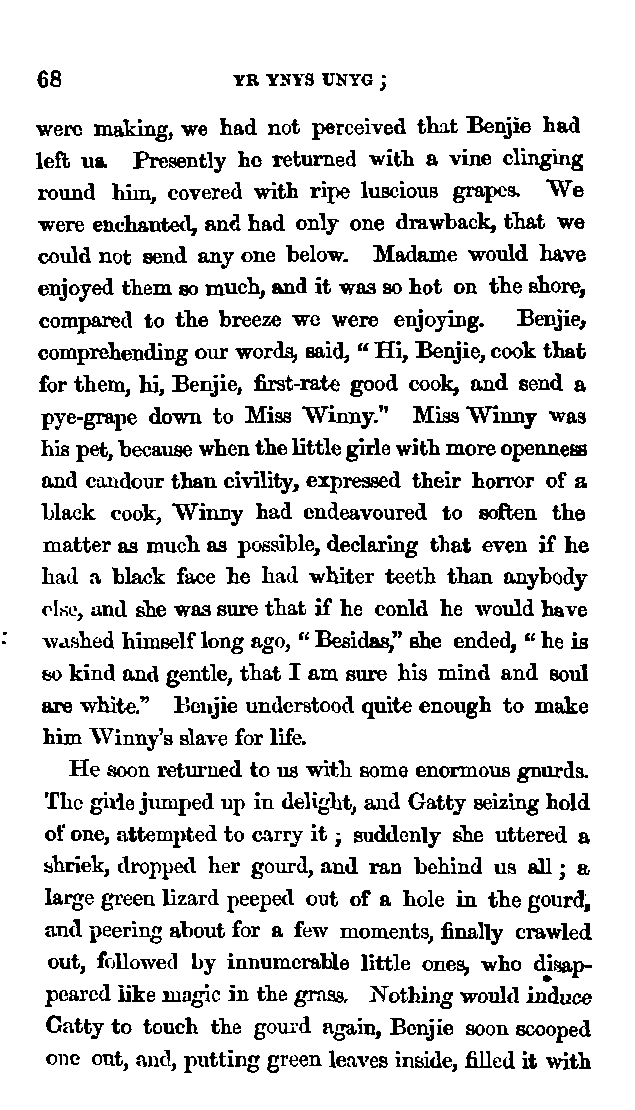 68 YR YNYS UNYG ;
were making, we had not perceived that Benjie had
left us. Presently he returned with a vine clinging
round him, covered with ripe luscious grapes. We
were enchanted, and had only one drawback, that we
could not send any one below. Madame would have
enjoyed them so much, and it was so hot on the shore,
compared to the breeze we were enjoying. Benjie,
comprehending our words, said, “ Hi, Benjie, cook that
for them, hi, Benjie, first-rate good cook, and send a
pye-grape down to Miss Winny.” Miss Winny was
his pet, because when the little girls with more openness
and candour than civility, expressed their horror of a
black cook, Winny had endeavoured to soften the
matter as much as possible, declaring that even if he
had a black face he had whiter teeth than anybody
else, and she was sure that if he could he would have
washed himself long ago, “ Besidas,” she ended, “ he is
so kind and gentle, that I am sure his mind and soul
are white.” Benjie understood quite enough to make
him Winny’s slave for life.
He soon returned to us with some enormous gnurds.
The girls jumped up in delight, and Gatty seizing hold
of one, attempted to carry it ; suddenly she uttered a
shriek, dropped her gourd, and ran behind us all ; a
large green lizard peeped out of a hole in the gourd,
and peering about for a few moments, finally crawled
out, followed by innumerable little ones, who disap-
peared like magic in the grass. Nothing would induce
Gatty to touch the gourd again, Benjie soon scooped
one out, and, putting green leaves inside, filled it with